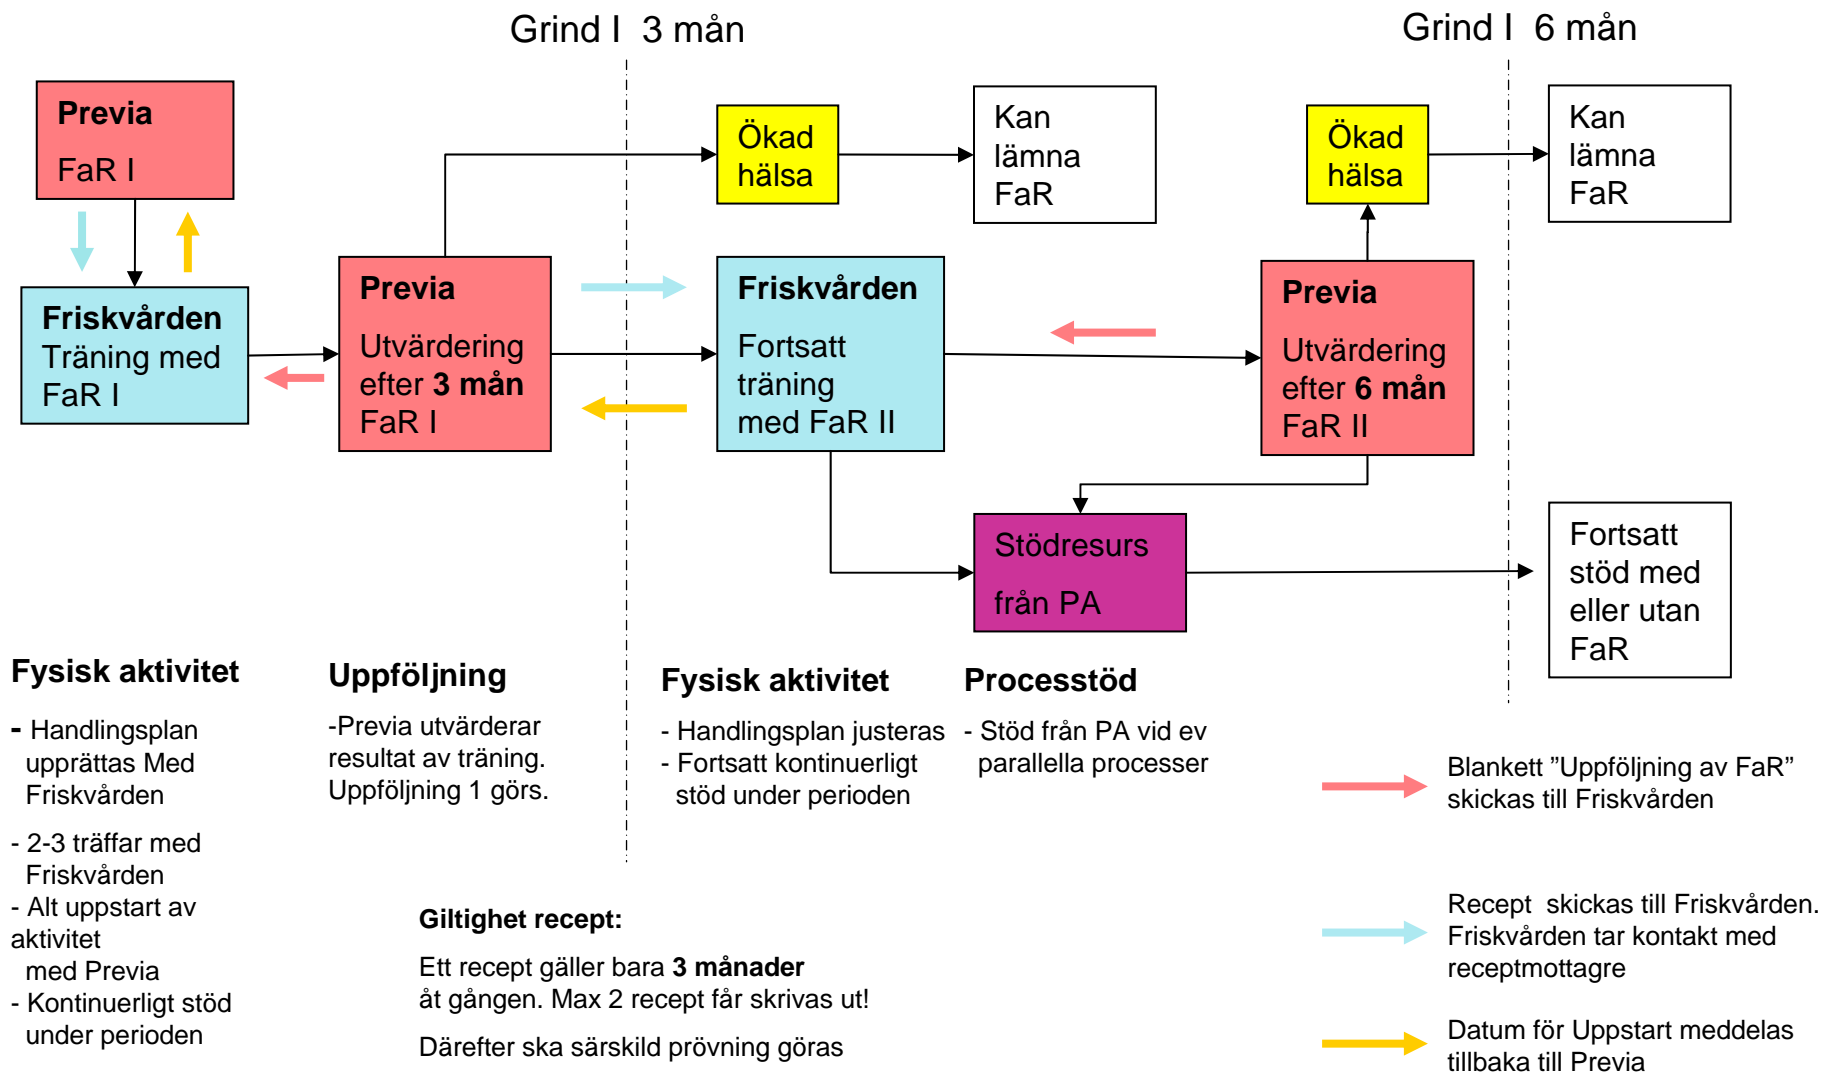 Grind I  3 mån
Grind I  6 mån
Previa
FaR I
Ökad
hälsa
Kan
lämna
FaR
Ökad
hälsa
Kan
lämna
FaR
Friskvården
Träning med
FaR I
Previa
Utvärdering
efter 3 mån
FaR I
Friskvården
Fortsatt
träning
med FaR II
Previa
Utvärdering
efter 6 mån
FaR II
Stödresurs
från PA
Fortsatt
stöd med
eller utan
FaR
Fysisk aktivitet
- Handlingsplan
upprättas Med
Friskvården
- 2-3 träffar med
Friskvården
- Alt uppstart av
aktivitet
med Previa
- Kontinuerligt stöd
under perioden
Uppföljning
-Previa utvärderar
resultat av träning.
Uppföljning 1 görs.
Fysisk aktivitet
- Handlingsplan justeras
- Fortsatt kontinuerligt
stöd under perioden
Processtöd
- Stöd från PA vid ev
parallella processer
Giltighet recept:
Ett recept gäller bara 3 månader
åt gången. Max 2 recept får skrivas ut!
Därefter ska särskild prövning göras
Blankett ”Uppföljning av FaR”
skickas till Friskvården
Recept  skickas till Friskvården.
Friskvården tar kontakt med
receptmottagre
Datum för Uppstart meddelas
tillbaka till Previa